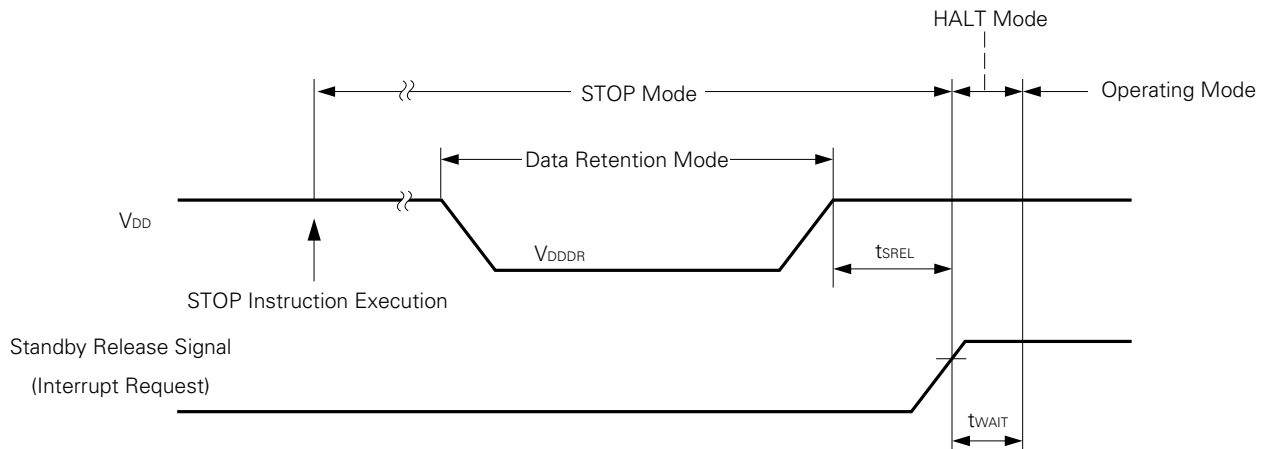 HALT Mode
STOP Mode
Operating Mode
Data Retention Mode
VDD
VDDDR
tSREL
STOP Instruction Execution
Standby Release Signal
(Interrupt Request)
tWAIT